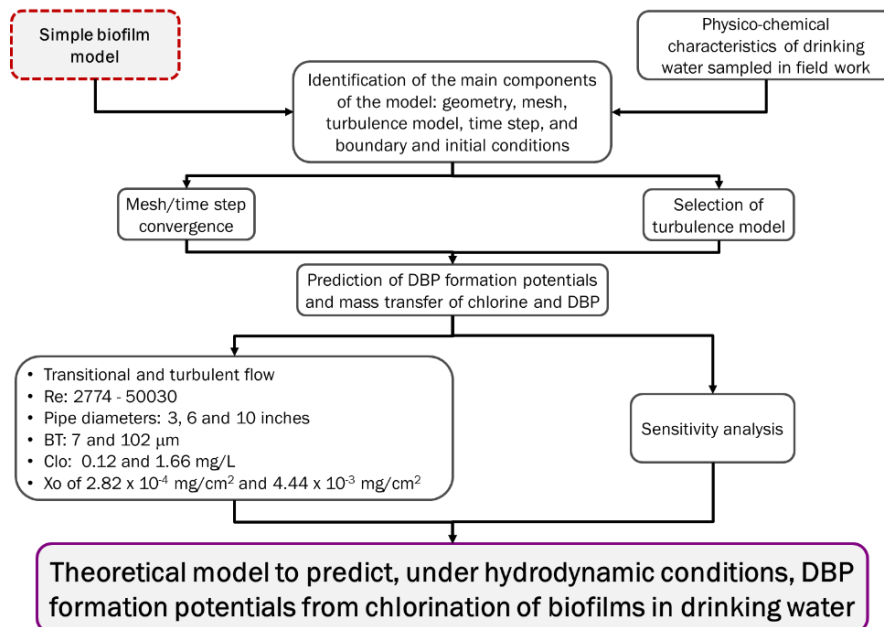 Simple biofilm
model
Physico-chemical
characteristics of drinking
water sampled in field work
Identification of the main components
of the model: geometry, mesh,
turbulence model, time step, and
boundary and initial conditions
Mesh/time step
convergence
Selection of
turbulence model
Prediction of DBP formation potentials
and mass transfer of chlorine and DBP
• Transitional and turbulent flow
• Re: 2774 - 50030
• Pipe diameters: 3, 6 and 10 inches
• BT: 7 and 102 µm
• Clo: 0.12 and 1.66 mg/L
• Xo of 2.82 x 10⁻⁴ mg/cm² and 4.44 x 10⁻³ mg/cm²
Sensitivity analysis
Theoretical model to predict, under hydrodynamic conditions, DBP
formation potentials from chlorination of biofilms in drinking water